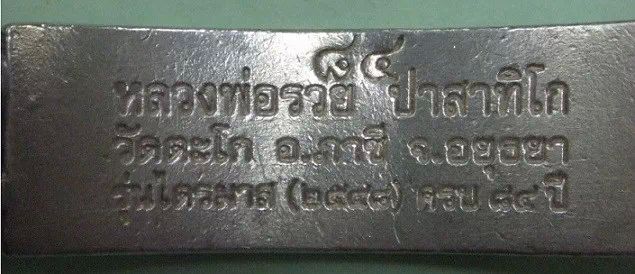 ๘๔
หลวงพ่อรวย ปาสาทิโก
วัดตะโก อ.ภาชี จ.อยุธยา
รุ่นไตรมาส (๒๕๔๘) ครบ ๘๔ ปี